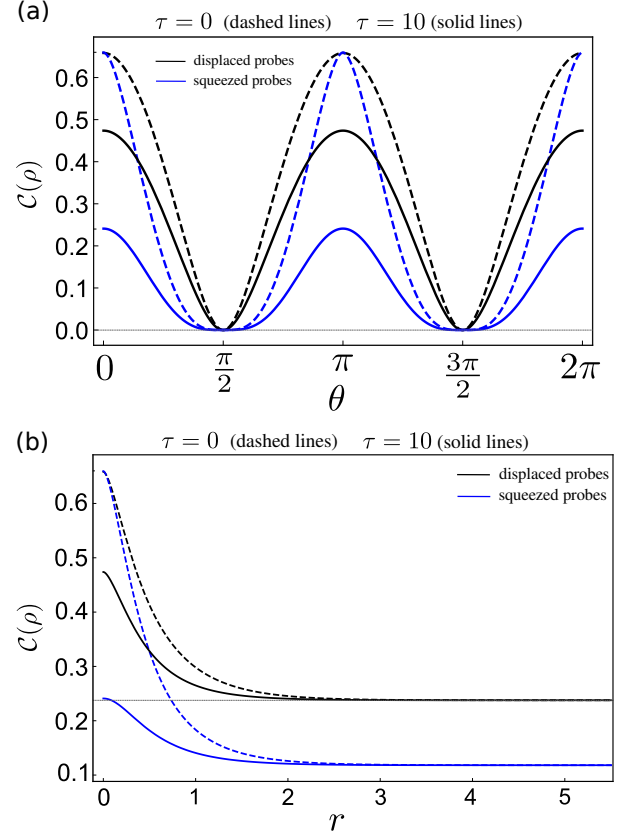 (a)
τ = 0 (dashed lines) τ = 10 (solid lines)
displaced probes
squeezed probes
0.6
0.5
0.4
0.3
0.2
0.1
0.0
C(ρ)
0 π/2 π 3π/2 2π
θ
(b)
τ = 0 (dashed lines) τ = 10 (solid lines)
displaced probes
squeezed probes
0.6
0.5
0.4
0.3
0.2
0.1
C(ρ)
0 1 2 3 4 5
r